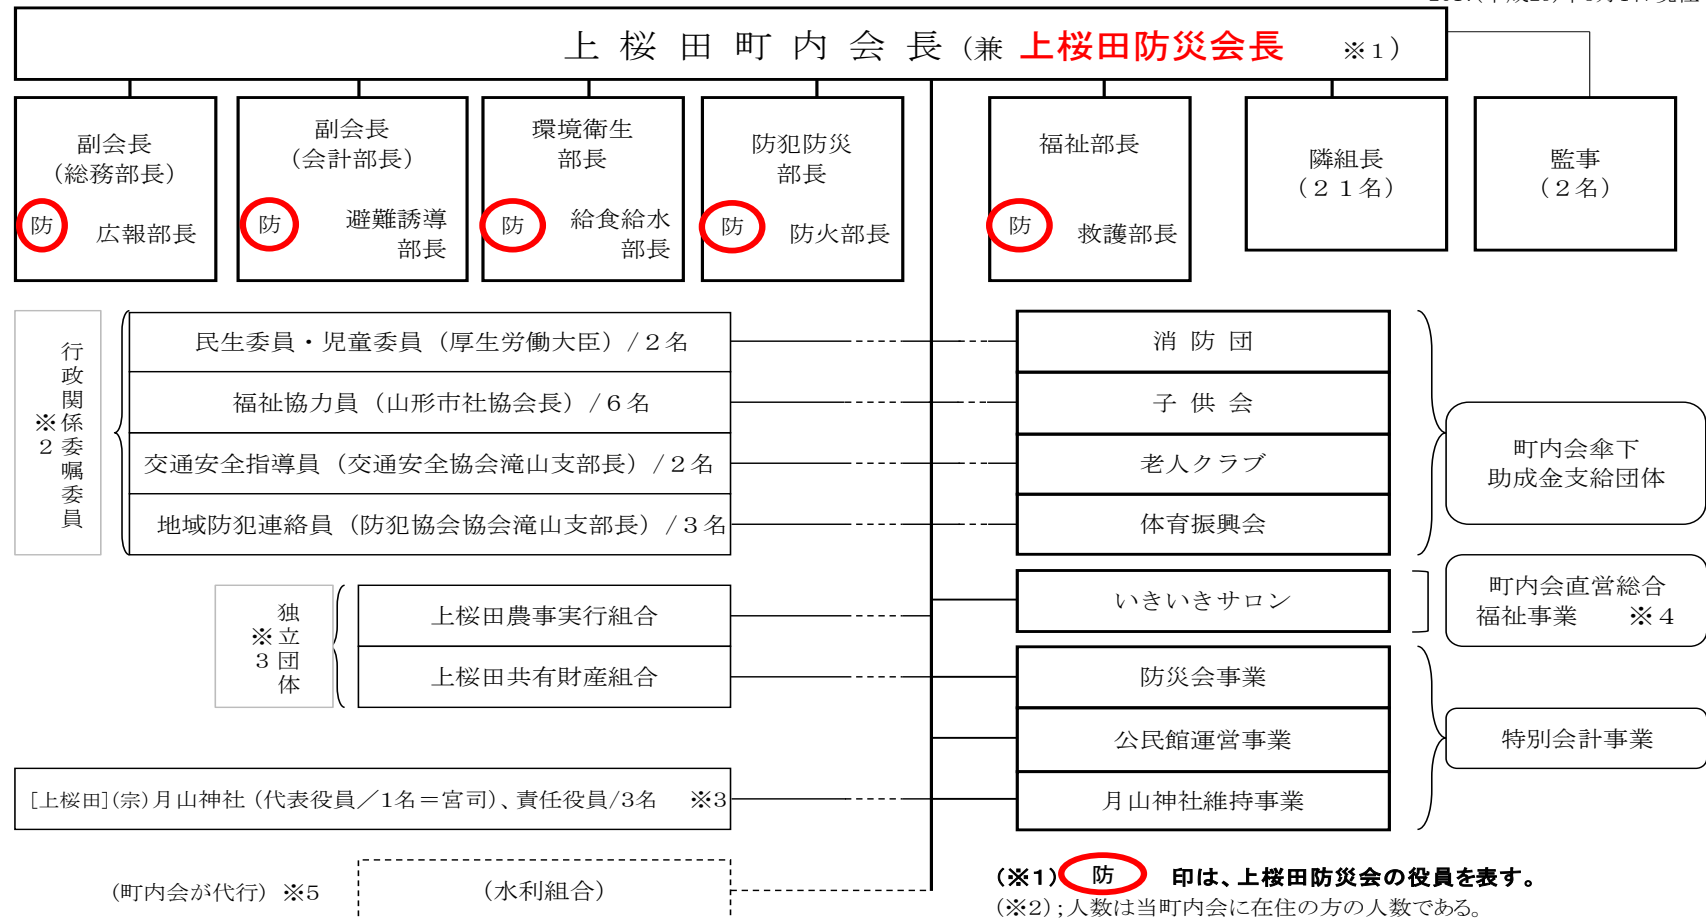 上桜田町内会長(兼 上桜田防災会長 ※1)
副会長
(総務部長)
防 広報部長
副会長
(会計部長)
防 避難誘導
部長
環境衛生
部長
防 給食給水
部長
防犯防災
部長
防 防火部長
福祉部長
防 救護部長
隣組長
(21名)
監事
(2名)
行政関係委嘱委員
※2
民生委員・児童委員(厚生労働大臣)/2名
福祉協力員(山形市社協会長)/6名
交通安全指導員(交通安全協会滝山支部長)/2名
地域防犯連絡員(防犯協会協会滝山支部長)/3名
消防団
子供会
老人クラブ
体育振興会
町内会傘下
助成金支給団体
独立団体
※3
上桜田農事実行組合
上桜田共有財産組合
いきいきサロン
町内会直営総合
福祉事業 ※4
防災会事業
公民館運営事業
月山神社維持事業
特別会計事業
[上桜田](宗)月山神社(代表役員/1名=宮司)、責任役員/3名 ※3
(町内会が代行)※5
(水利組合)
(※1) 防 印は、上桜田防災会の役員を表す。
(※2);人数は当町内会に在住の方の人数である。